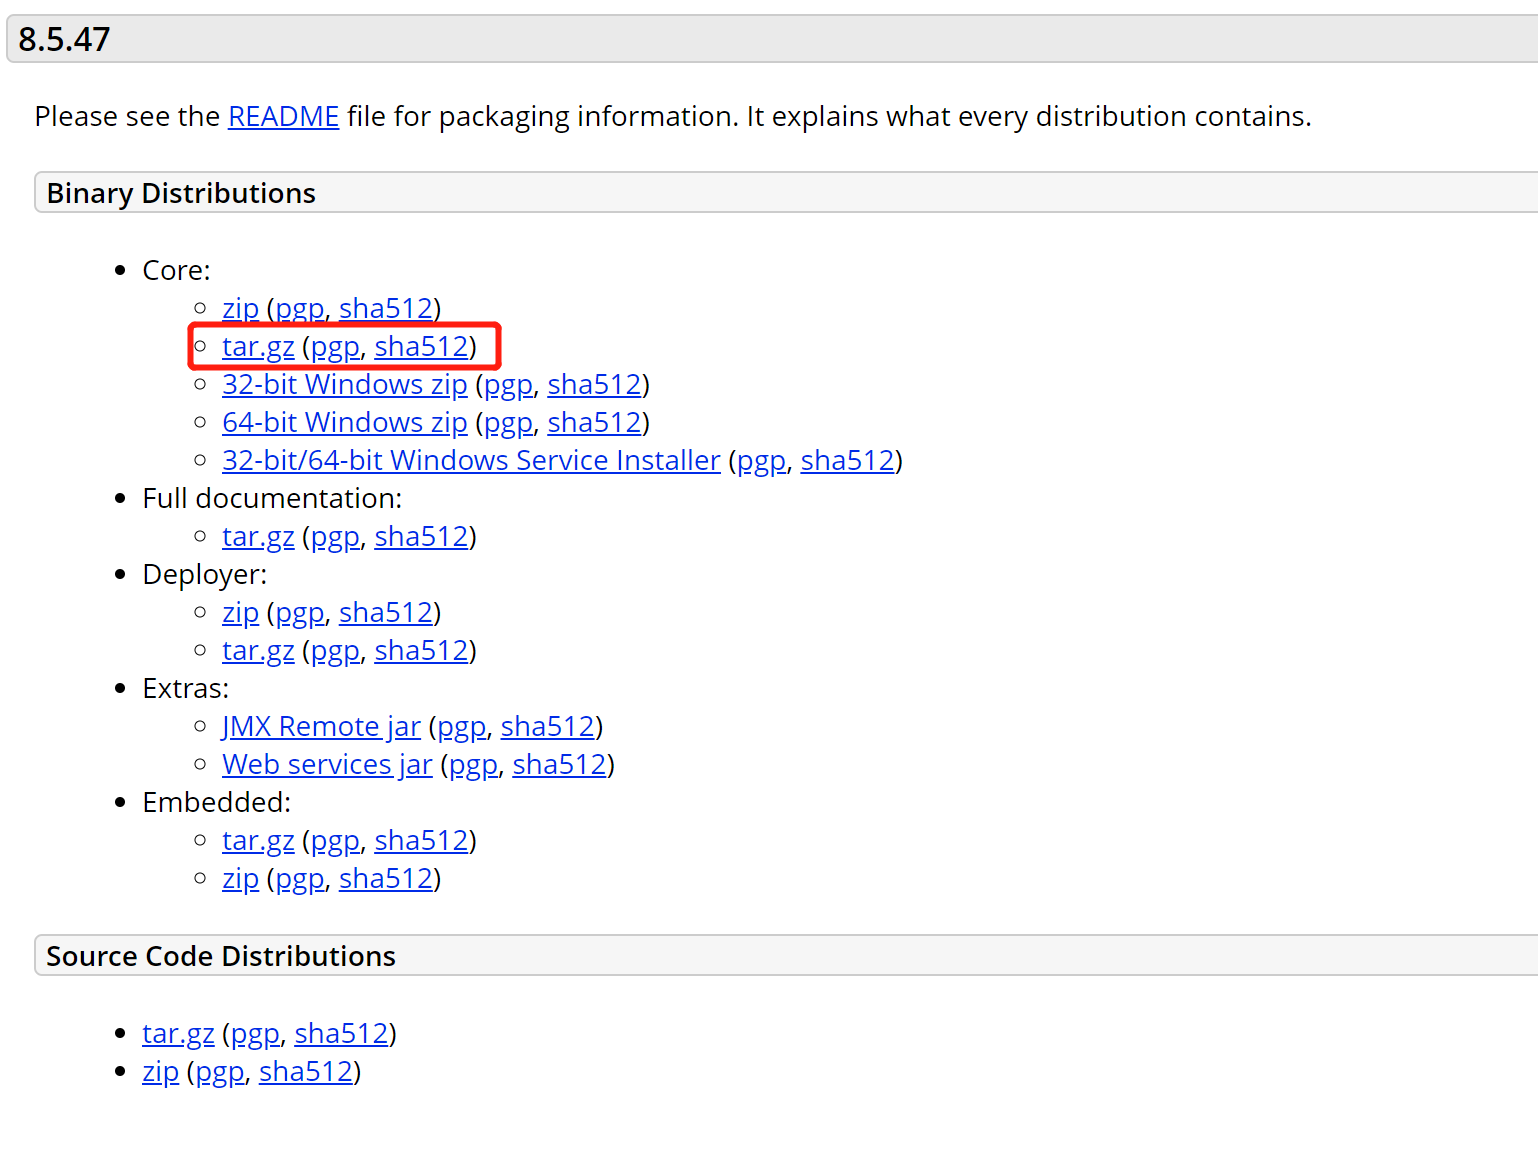 8.5.47
Please see the README file for packaging information. It explains what every distribution contains.
Binary Distributions
Core:
zip (pgp, sha512)
tar.gz (pgp, sha512)
32-bit Windows zip (pgp, sha512)
64-bit Windows zip (pgp, sha512)
32-bit/64-bit Windows Service Installer (pgp, sha512)
Full documentation:
tar.gz (pgp, sha512)
Deployer:
zip (pgp, sha512)
tar.gz (pgp, sha512)
Extras:
JMX Remote jar (pgp, sha512)
Web services jar (pgp, sha512)
Embedded:
tar.gz (pgp, sha512)
zip (pgp, sha512)
Source Code Distributions
tar.gz (pgp, sha512)
zip (pgp, sha512)